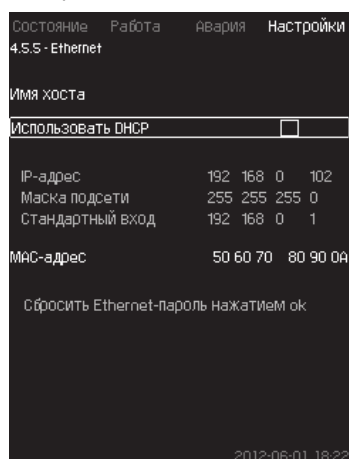 Состояние Работа Авария Настройки
4.5.5 - Ethernet
Имя хоста
Использовать DHCP
IP-адрес 192 168 0 102
Маска подсети 255 255 255 0
Стандартный вход 192 168 0 1
MAC-адрес 50 60 70 80 90 0A
Сбросить Ethernet-пароль нажатием ok
2012-06-01 18:22